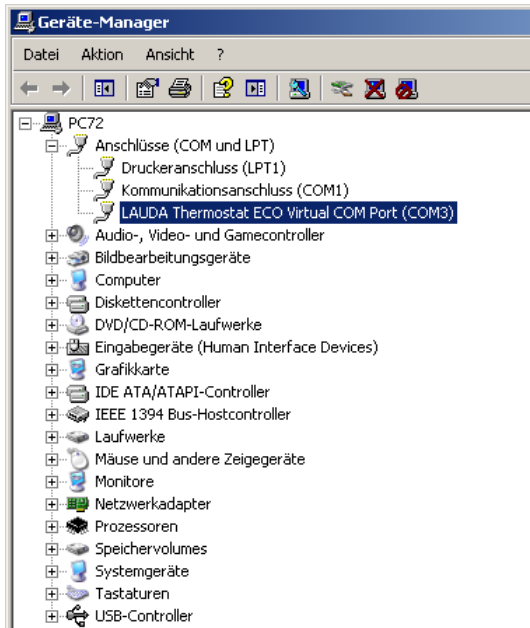 Geräte-Manager
Datei Aktion Ansicht ?
PC72
Anschlüsse (COM und LPT)
Druckeranschluss (LPT1)
Kommunikationsanschluss (COM1)
LAUDA Thermostat ECO Virtual COM Port (COM3)
Audio-, Video- und Gamecontroller
Bildbearbeitungsgeräte
Computer
Diskettencontroller
DVD/CD-ROM-Laufwerke
Eingabegeräte (Human Interface Devices)
Grafikkarte
IDE ATA/ATAPI-Controller
IEEE 1394 Bus-Hostcontroller
Laufwerke
Mäuse und andere Zeigegeräte
Monitore
Netzwerkadapter
Prozessoren
Speichervolumes
Systemgeräte
Tastaturen
USB-Controller